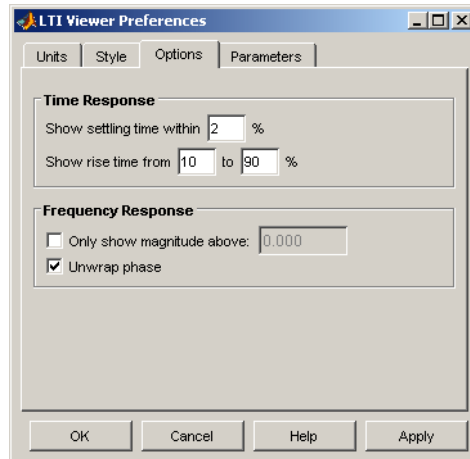 LTI Viewer Preferences
Units Style Options Parameters
Time Response
Show settling time within 2 %
Show rise time from 10 to 90 %
Frequency Response
Only show magnitude above: 0.000
Unwrap phase
OK Cancel Help Apply